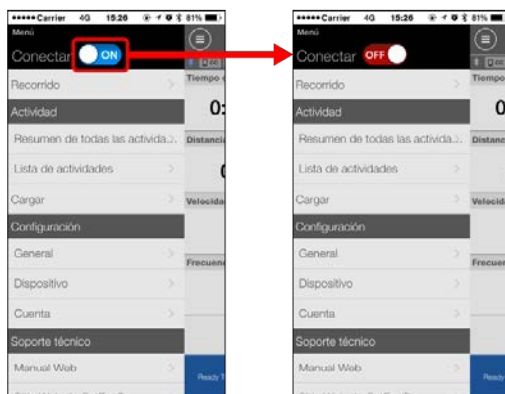 Carrier 4G 15:26 81%
Menú
Conectar ON
Recorrido
Actividad
Resumen de todas las activida...
Lista de actividades
Cargar
Configuración
General
Dispositivo
Cuenta
Soporte técnico
Manual Web
Tiempo
0:
Distancia
0
Velocida
Frecuen
Ready T
Carrier 4G 15:26 81%
Menú
Conectar OFF
Recorrido
Actividad
Resumen de todas las activida...
Lista de actividades
Cargar
Configuración
General
Dispositivo
Cuenta
Soporte técnico
Manual Web
Tiempo
0
Distanc
Velocida
Frecuen
Ready